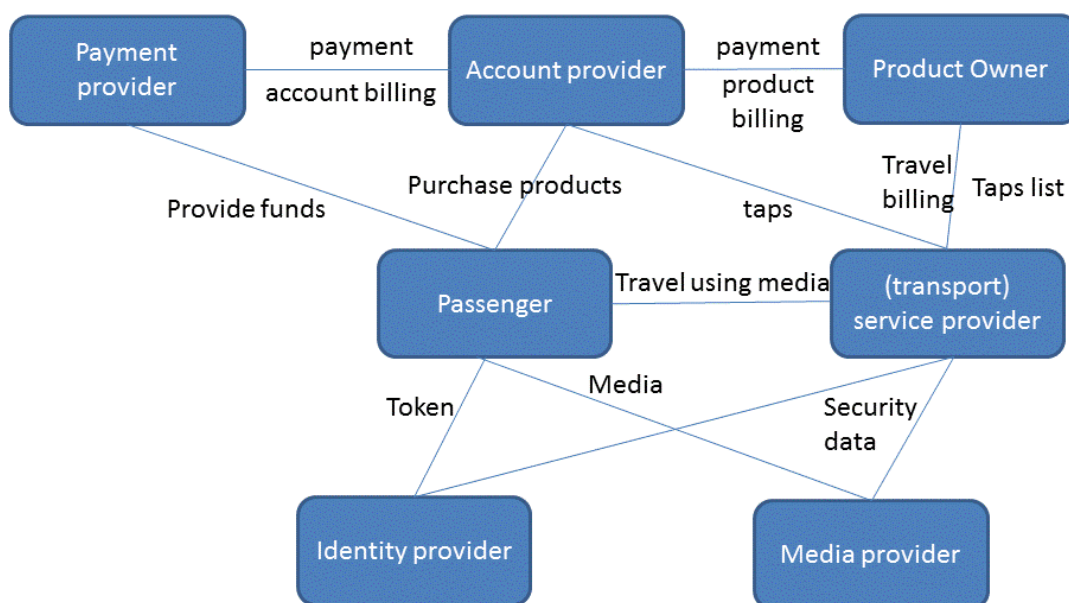 Payment
provider
payment
account billing
Account provider
payment
product
billing
Product Owner
Provide funds
Purchase products
taps
Travel
billing
Taps list
Passenger
Travel using media
(transport)
service provider
Token
Media
Security
data
Identity provider
Media provider